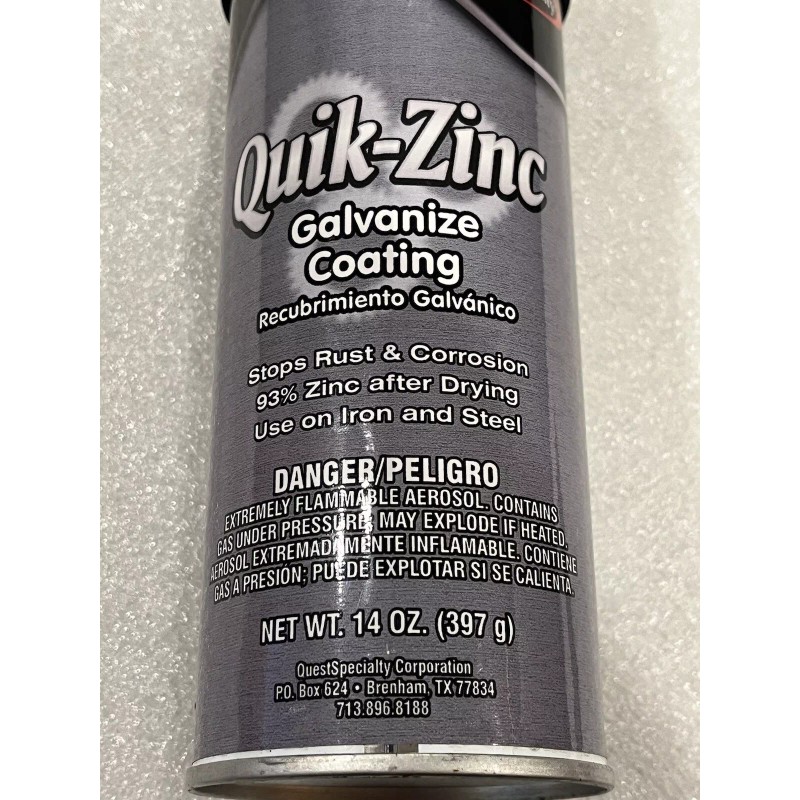 Quik-Zinc
Galvanize
Coating
Recubrimiento Galvánico
Stops Rust & Corrosion
93% Zinc after Drying
Use on Iron and Steel
DANGER/PELIGRO
EXTREMELY FLAMMABLE AEROSOL. CONTAINS
GAS UNDER PRESSURE; MAY EXPLODE IF HEATED.
AEROSOL EXTREMADAMENTE INFLAMABLE. CONTIENE
GAS A PRESIÓN; PUEDE EXPLOTAR SI SE CALIENTA.
NET WT. 14 OZ. (397 g)
QuestSpecialty Corporation
P.O. Box 624 • Brenham, TX 77834
713.896.8188